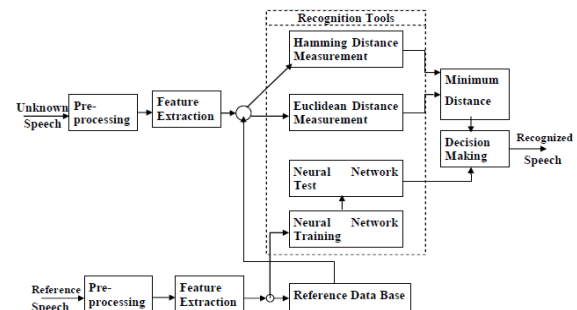 Recognition Tools
Hamming Distance
Measurement
Unknown
Speech
Pre-
processing
Feature
Extraction
Euclidean Distance
Measurement
Minimum
Distance
Decision
Making
Recognized
Speech
Neural Network
Test
Neural Network
Training
Reference
Speech
Pre-
processing
Feature
Extraction
Reference Data Base